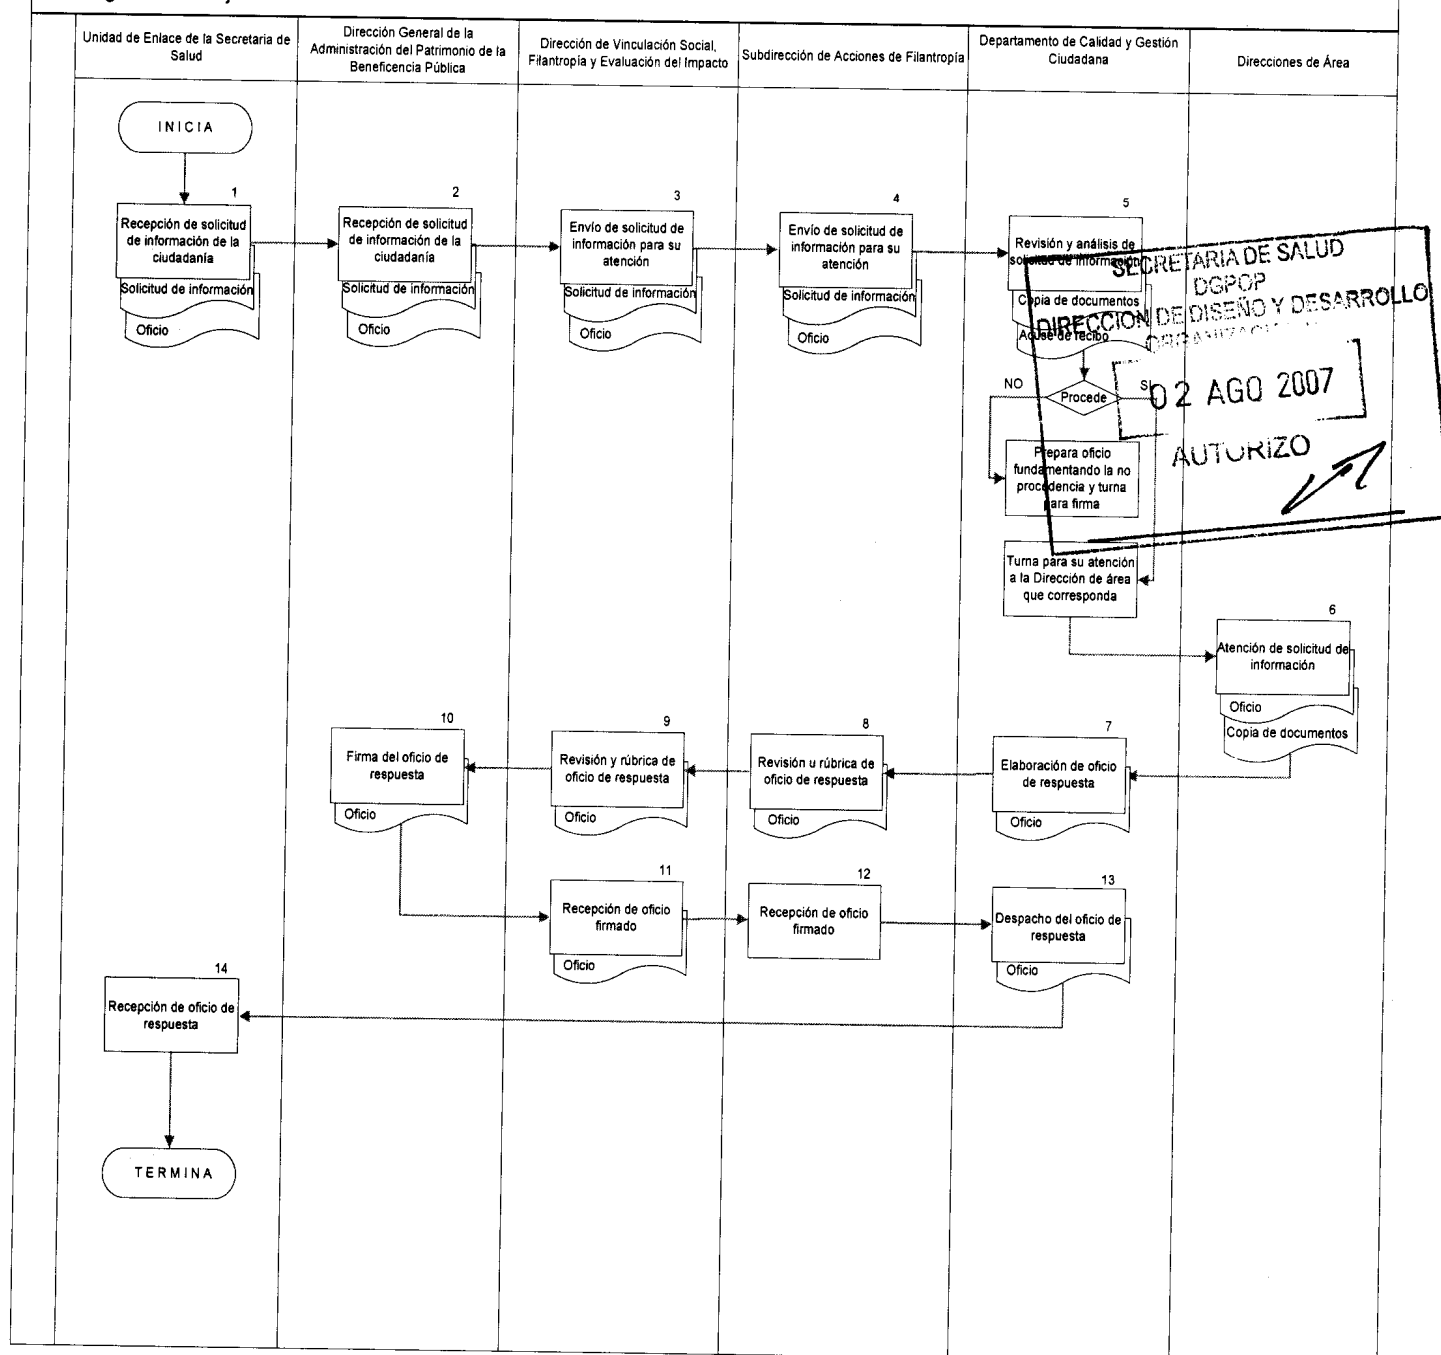 Unidad de Enlace de la Secretaria de
Salud
Dirección General de la
Administración del Patrimonio de la
Beneficencia Pública
Dirección de Vinculación Social,
Filantropía y Evaluación del Impacto
Subdirección de Acciones de Filantropía
Departamento de Calidad y Gestión
Ciudadana
Direcciones de Área
INICIA
1
Recepción de solicitud
de información de la
ciudadanía
Solicitud de información
Oficio
2
Recepción de solicitud
de información de la
ciudadanía
Solicitud de información
Oficio
3
Envío de solicitud de
información para su
atención
Solicitud de información
Oficio
4
Envío de solicitud de
información para su
atención
Solicitud de información
Oficio
5
Revisión y análisis de
solicitud de información
Copia de documentos
Acuse de recibo
SECRETARIA DE SALUD
DGPOP
DIRECCION DE DISEÑO Y DESARROLLO
02 AGO 2007
AUTORIZO
NO
Procede
SI
Prepara oficio
fundamentando la no
procedencia y turna
para firma
Turna para su atención
a la Dirección de área
que corresponda
6
Atención de solicitud de
información
Oficio
Copia de documentos
10
Firma del oficio de
respuesta
Oficio
9
Revisión y rúbrica de
oficio de respuesta
Oficio
8
Revisión u rúbrica de
oficio de respuesta
Oficio
7
Elaboración de oficio
de respuesta
Oficio
11
Recepción de oficio
firmado
Oficio
12
Recepción de oficio
firmado
13
Despacho del oficio de
respuesta
Oficio
14
Recepción de oficio de
respuesta
TERMINA